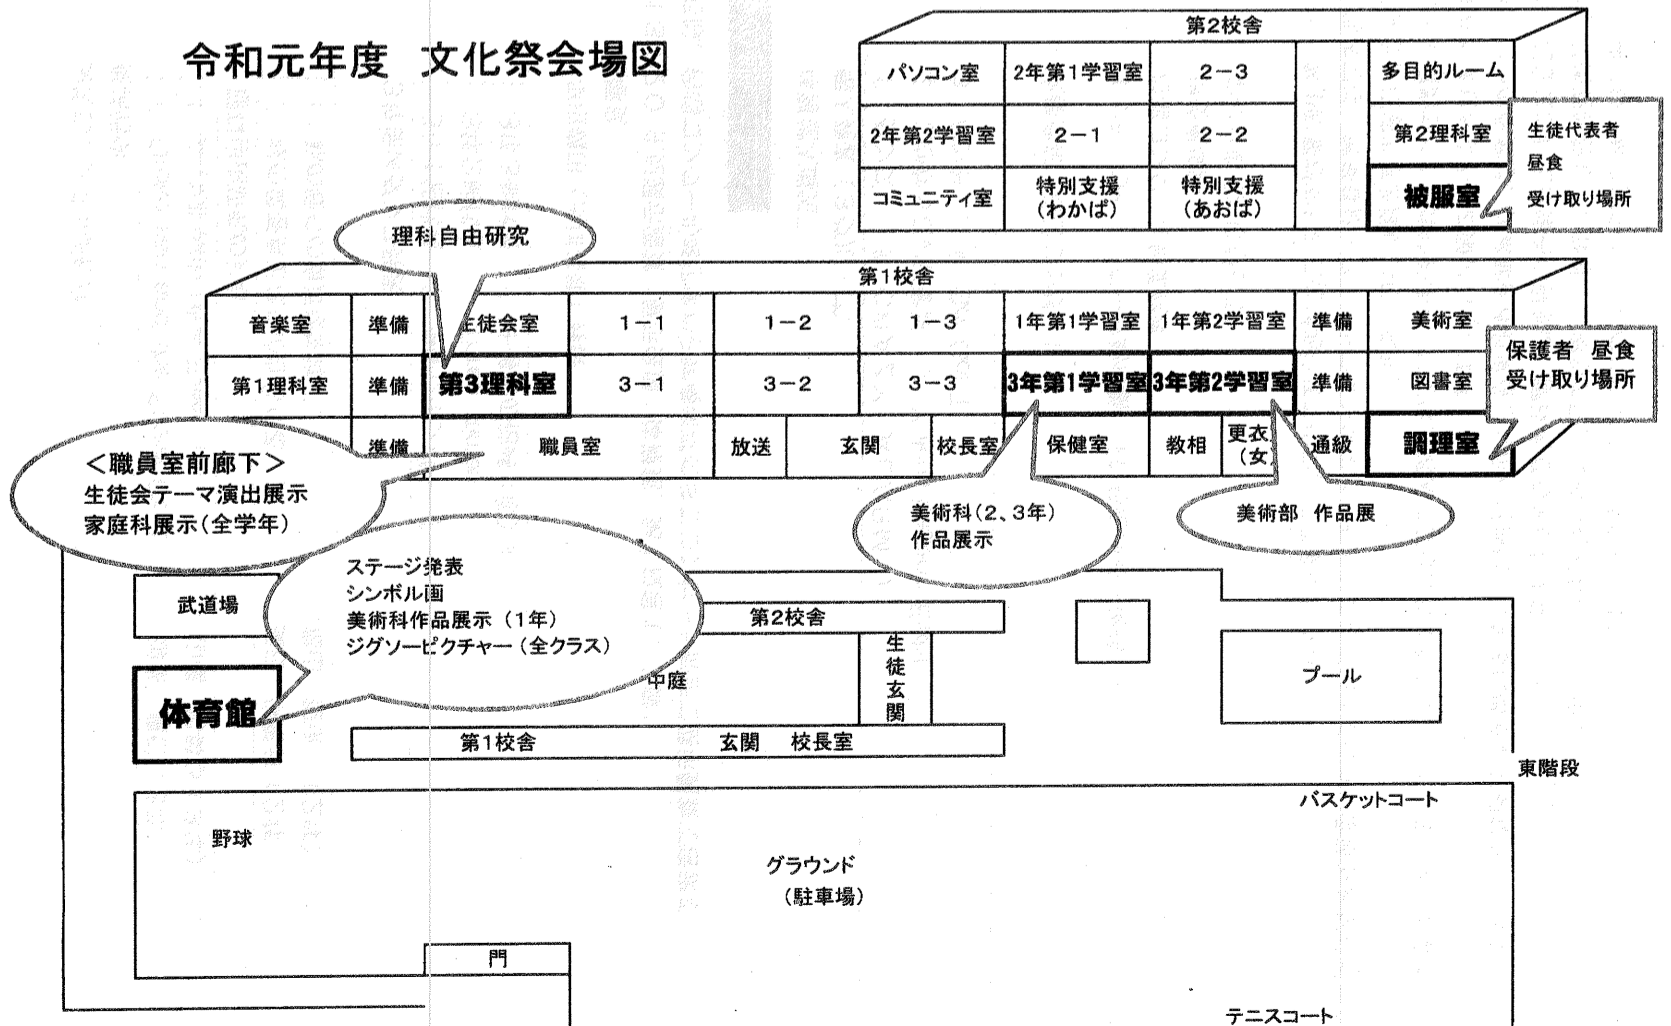 令和元年度 文化祭会場図
第2校舎
パソコン室 2年第1学習室 2－3 多目的ルーム
2年第2学習室 2－1 2－2 第2理科室
コミュニティ室 特別支援(わかば) 特別支援(あおば) 被服室
生徒代表者
昼食
受け取り場所
理科自由研究
第1校舎
音楽室 準備 生徒会室 1－1 1－2 1－3 1年第1学習室 1年第2学習室 準備 美術室
第1理科室 準備 第3理科室 3－1 3－2 3－3 3年第1学習室 3年第2学習室 準備 図書室
準備 職員室 放送 玄関 校長室 保健室 教相 更衣(女) 通級 調理室
保護者 昼食
受け取り場所
＜職員室前廊下＞
生徒会テーマ演出展示
家庭科展示(全学年)
美術科(2、3年)
作品展示
美術部 作品展
ステージ発表
シンボル画
美術科作品展示（1年）
ジグソーピクチャー（全クラス）
武道場
第2校舎
生徒玄関
中庭
プール
体育館
第1校舎 玄関 校長室
東階段
バスケットコート
野球
グラウンド
（駐車場）
門
テニスコート